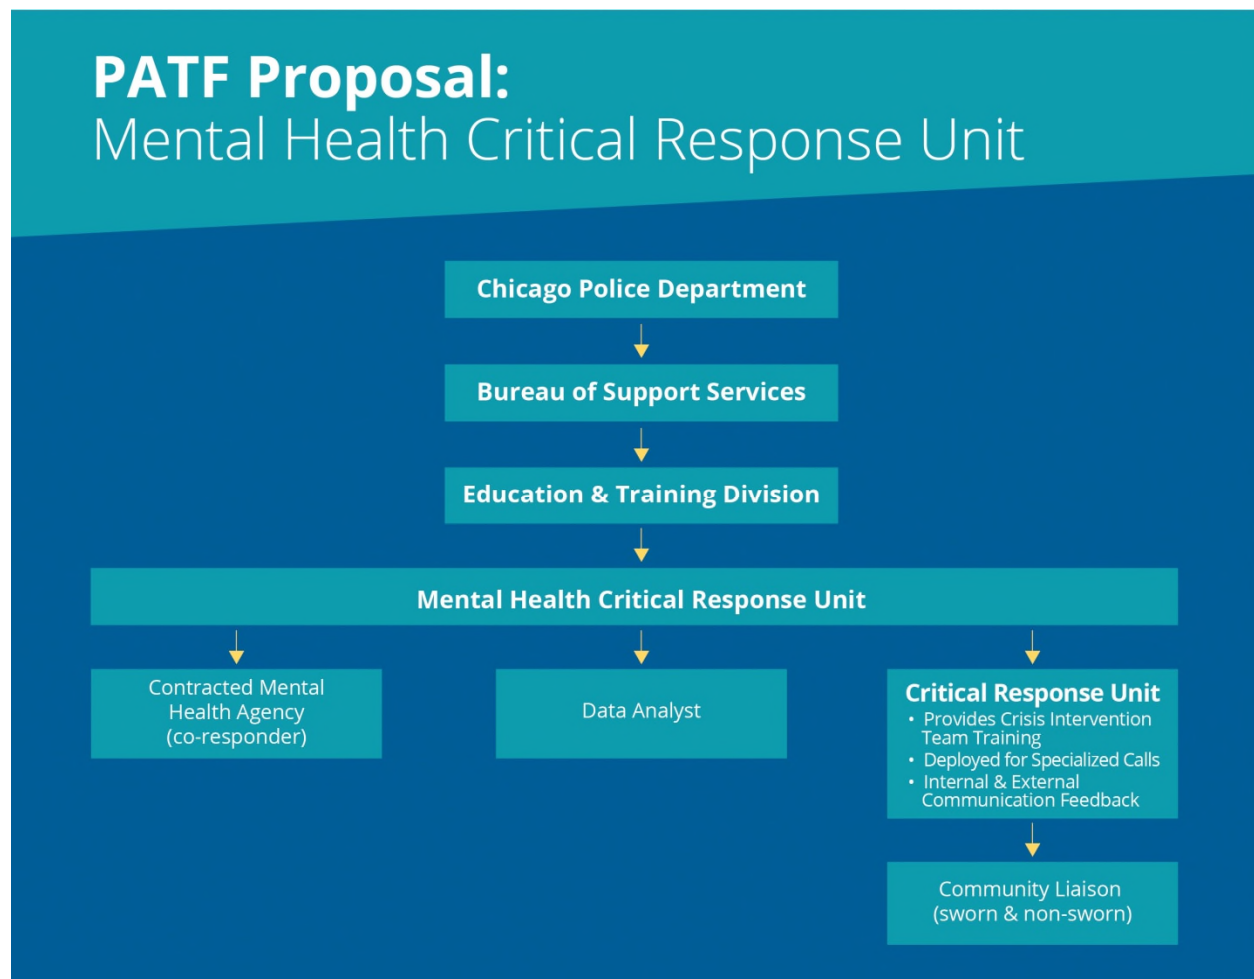 PATF Proposal:
Mental Health Critical Response Unit
Chicago Police Department
Bureau of Support Services
Education & Training Division
Mental Health Critical Response Unit
Contracted Mental
Health Agency
(co-responder)
Data Analyst
Critical Response Unit
• Provides Crisis Intervention
Team Training
• Deployed for Specialized Calls
• Internal & External
Communication Feedback
Community Liaison
(sworn & non-sworn)